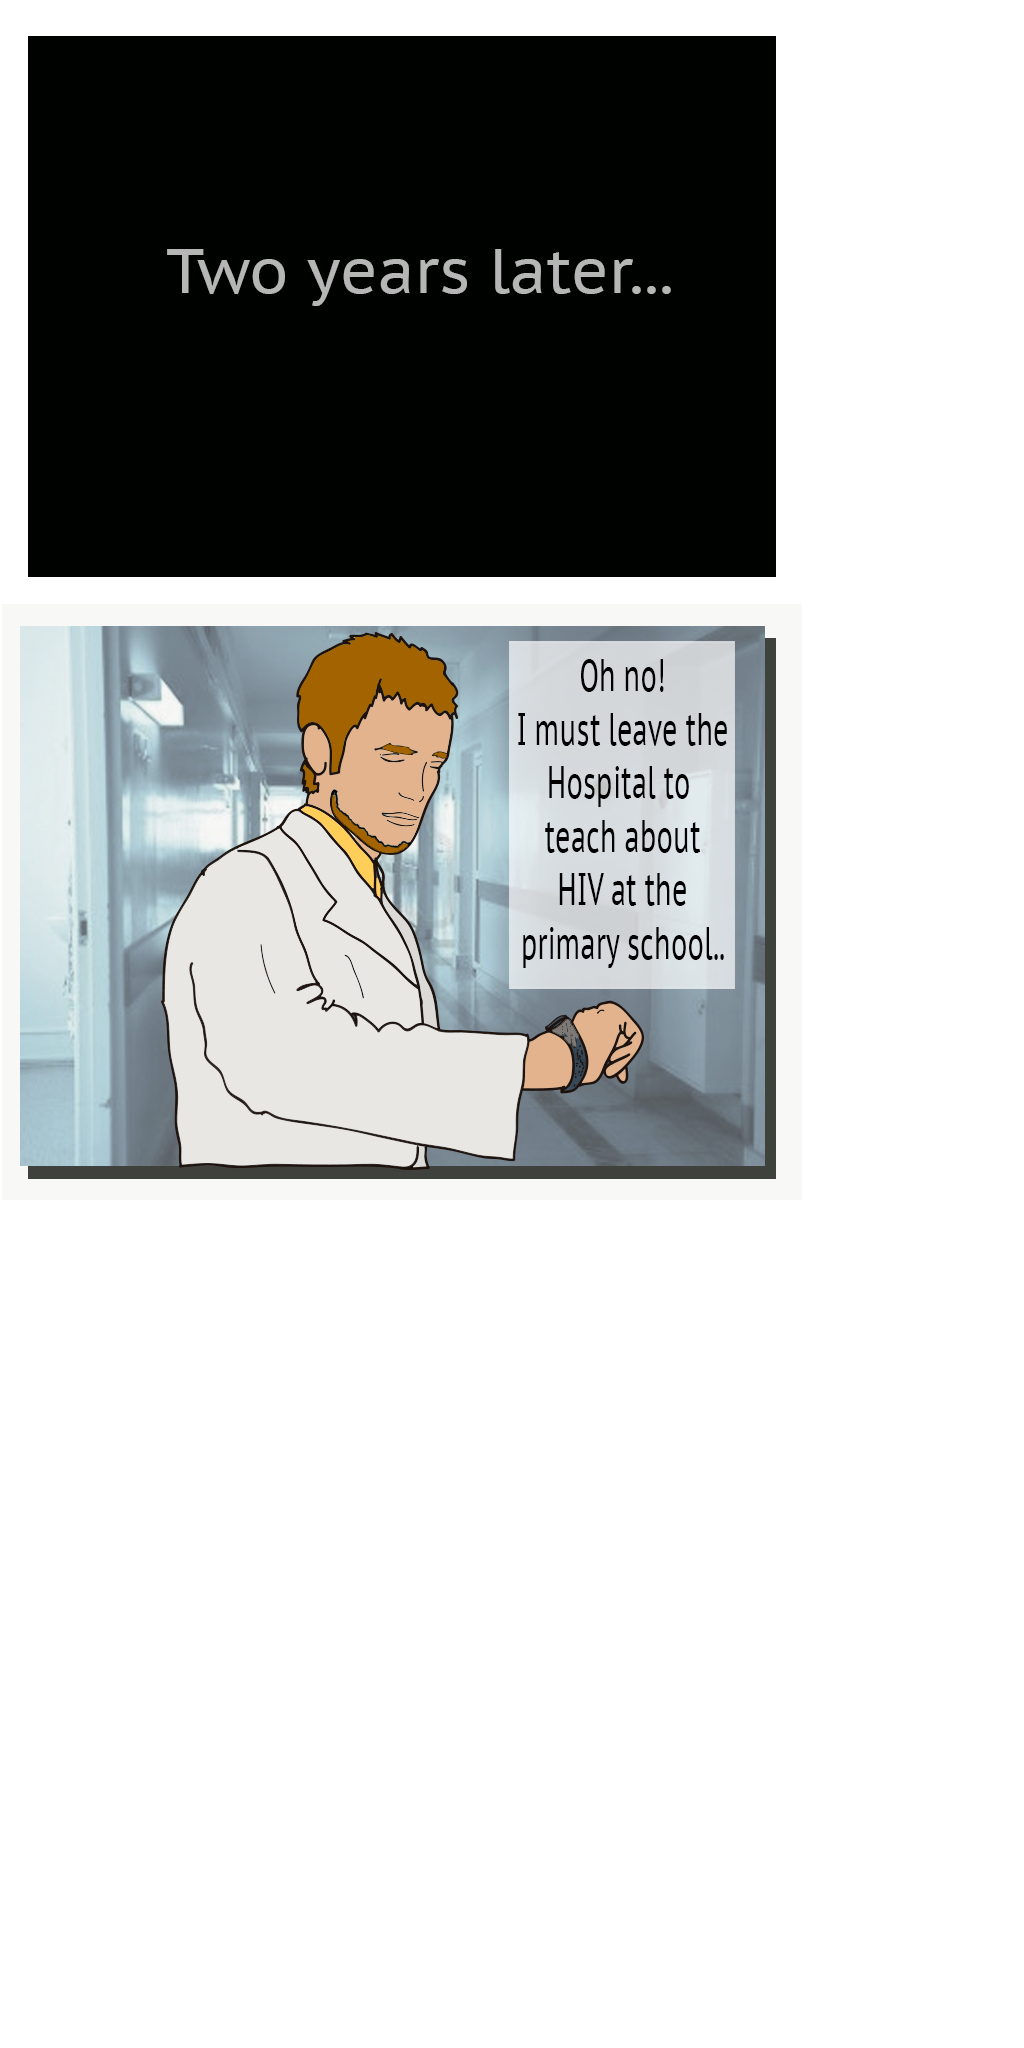 Two years later...
Oh no!
I must leave the
Hospital to
teach about
HIV at the
primary school..